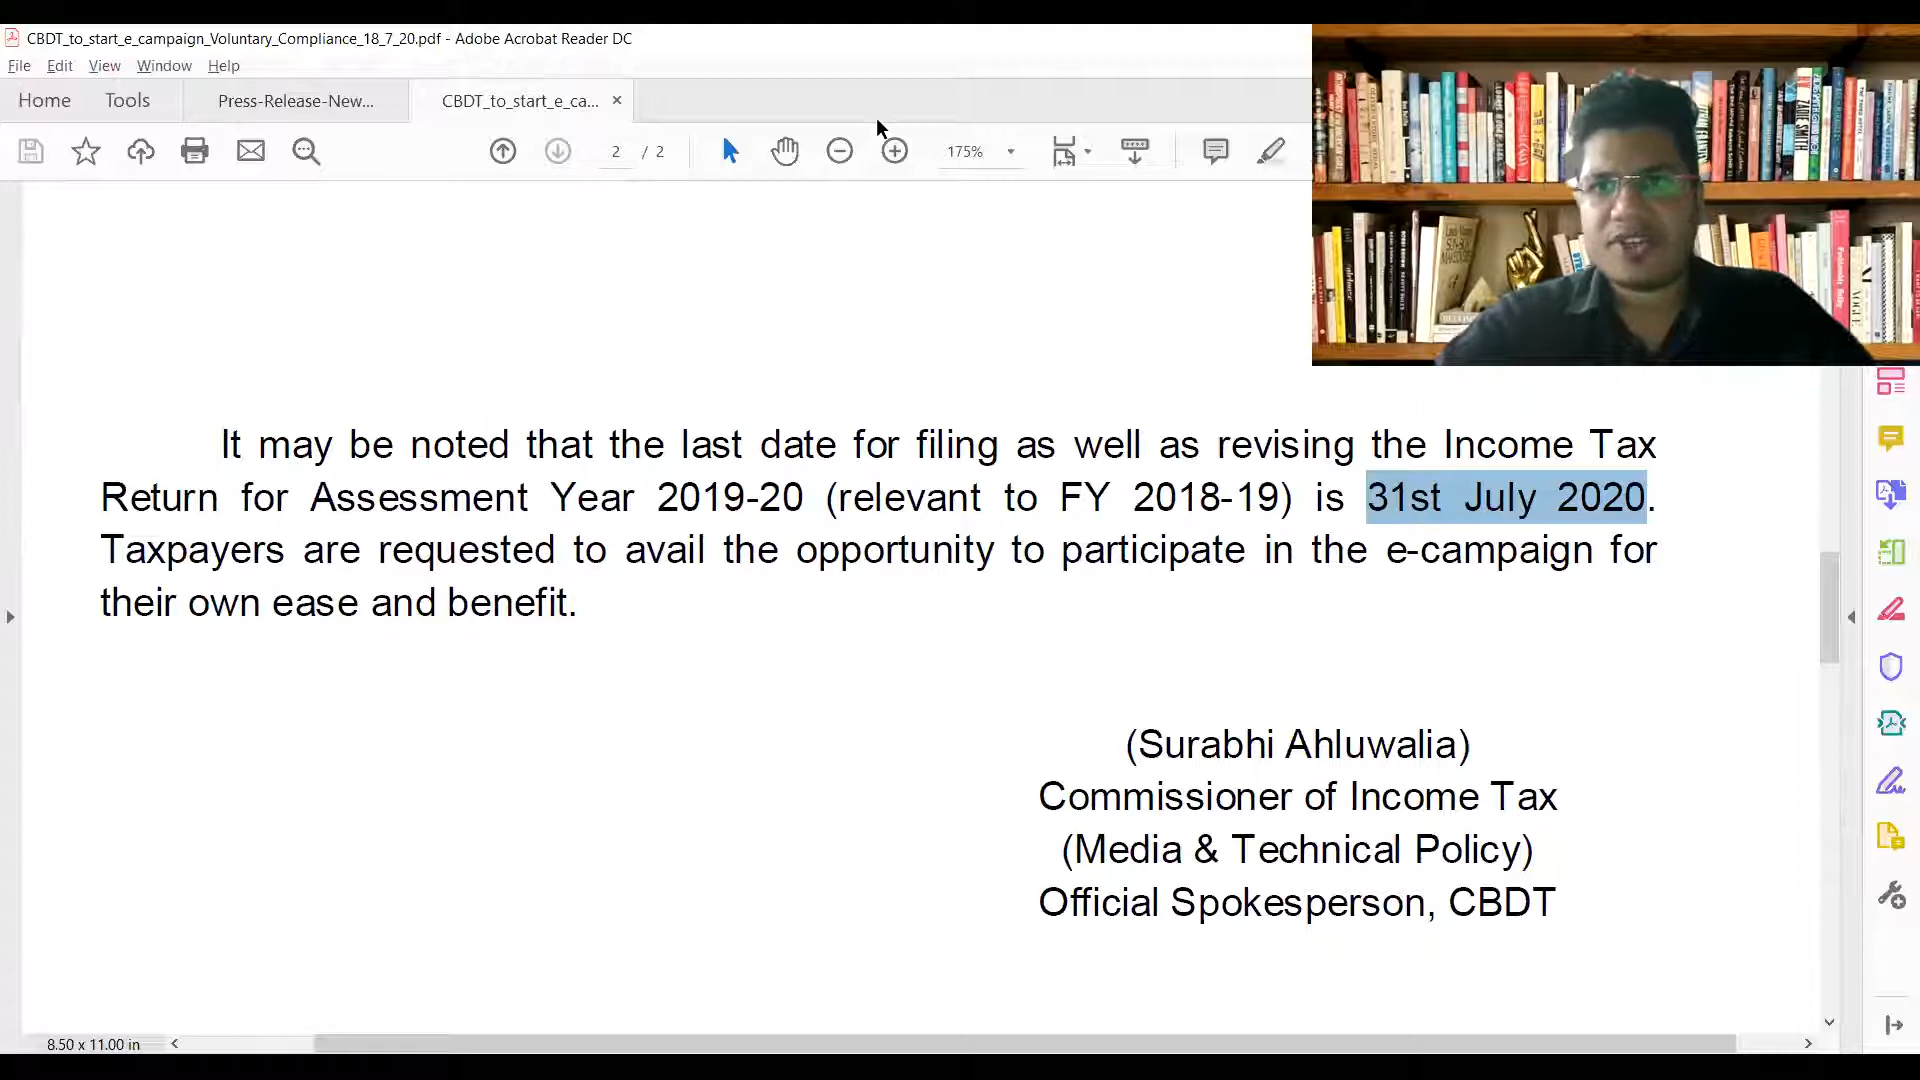 CBDT_to_start_e_campaign_Voluntary_Compliance_18_7_20.pdf - Adobe Acrobat Reader DC
File Edit View Window Help
Home Tools Press-Release-New... CBDT_to_start_e_ca... ×
2 / 2 175%
It may be noted that the last date for filing as well as revising the Income Tax
Return for Assessment Year 2019-20 (relevant to FY 2018-19) is 31st July 2020.
Taxpayers are requested to avail the opportunity to participate in the e-campaign for
their own ease and benefit.
(Surabhi Ahluwalia)
Commissioner of Income Tax
(Media & Technical Policy)
Official Spokesperson, CBDT
8.50 x 11.00 in
ZADIE SMITH
VOGUE